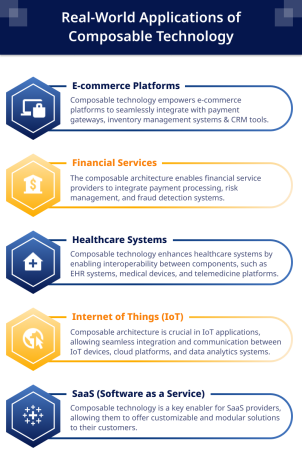 Real-World Applications of
Composable Technology
E-commerce Platforms
Composable technology empowers e-commerce
platforms to seamlessly integrate with payment
gateways, inventory management systems & CRM tools.
Financial Services
The composable architecture enables financial service
providers to integrate payment processing, risk
management, and fraud detection systems.
Healthcare Systems
Composable technology enhances healthcare systems by
enabling interoperability between components, such as
EHR systems, medical devices, and telemedicine platforms.
Internet of Things (IoT)
Composable architecture is crucial in IoT applications,
allowing seamless integration and communication between
IoT devices, cloud platforms, and data analytics systems.
SaaS (Software as a Service)
Composable technology is a key enabler for SaaS providers,
allowing them to offer customizable and modular solutions
to their customers.